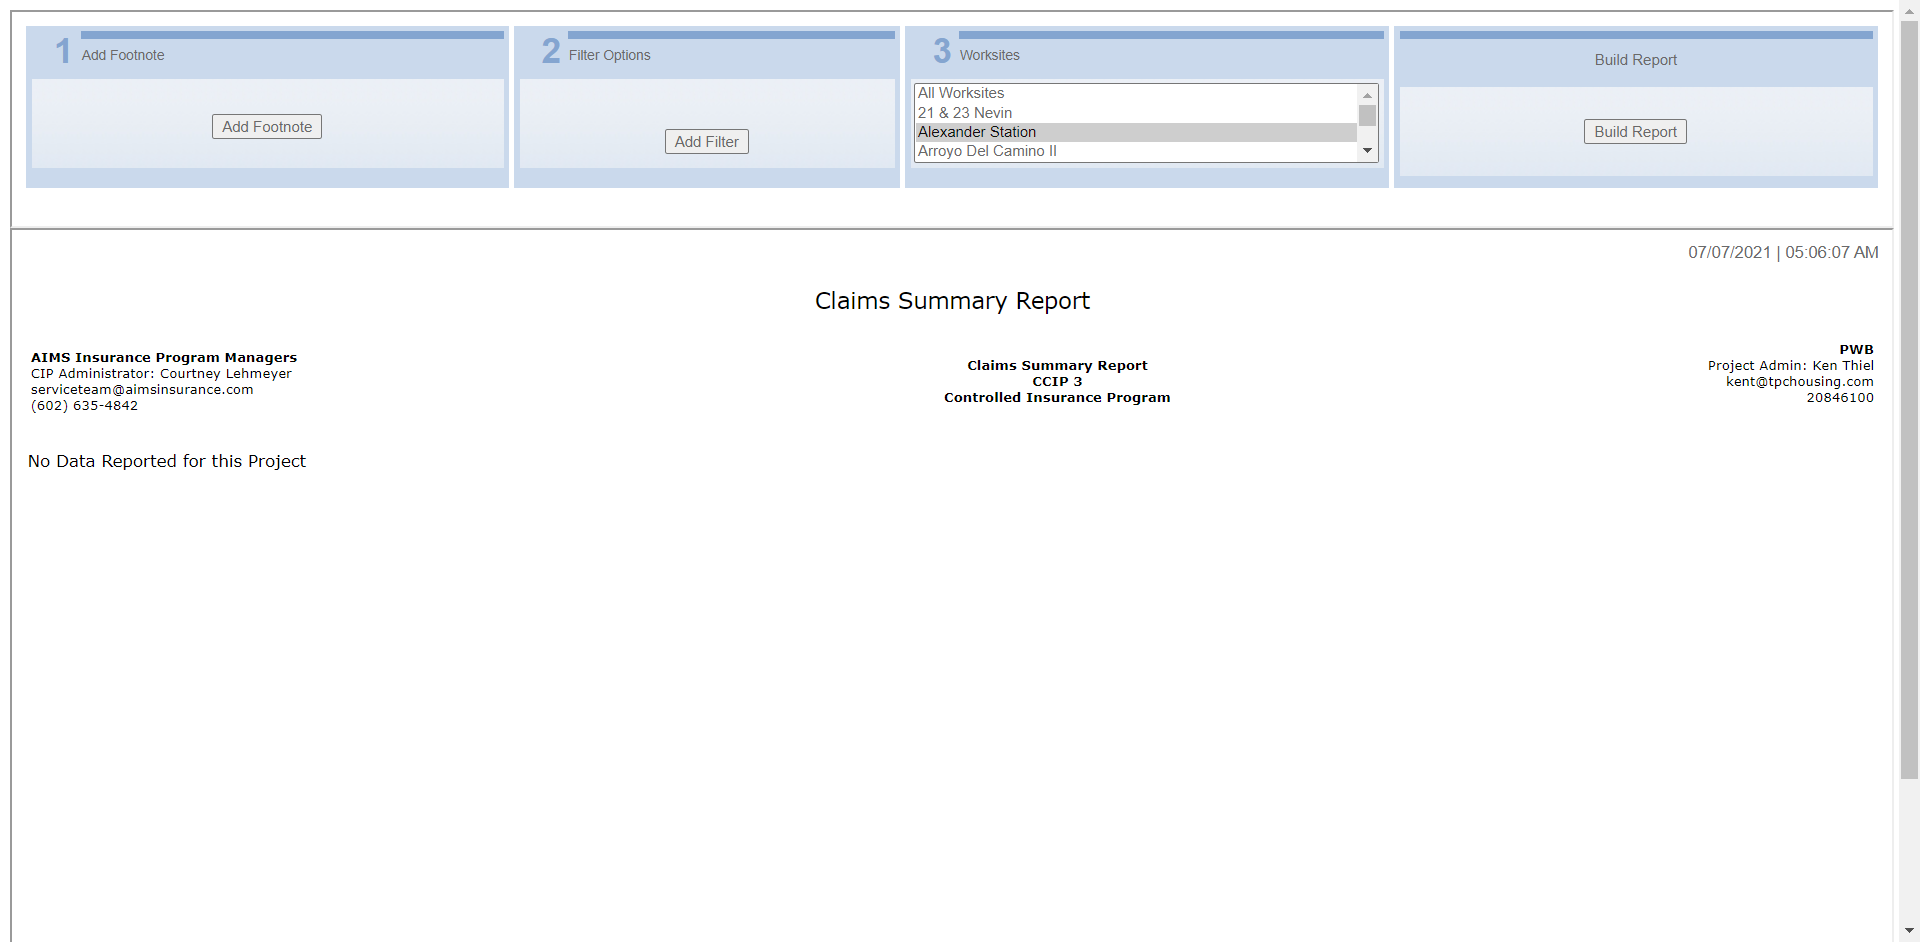 1 Add Footnote
Add Footnote
2 Filter Options
Add Filter
3 Worksites
All Worksites
21 & 23 Nevin
Alexander Station
Arroyo Del Camino II
Build Report
Build Report
07/07/2021 | 05:06:07 AM
Claims Summary Report
AIMS Insurance Program Managers
CIP Administrator: Courtney Lehmeyer
serviceteam@aimsinsurance.com
(602) 635-4842
Claims Summary Report
CCIP 3
Controlled Insurance Program
PWB
Project Admin: Ken Thiel
kent@tpchousing.com
20846100
No Data Reported for this Project